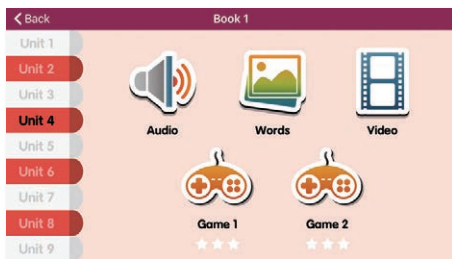 Back
Book 1
Unit 1
Unit 2
Unit 3
Unit 4
Unit 5
Unit 6
Unit 7
Unit 8
Unit 9
Audio
Words
Video
Game 1
Game 2